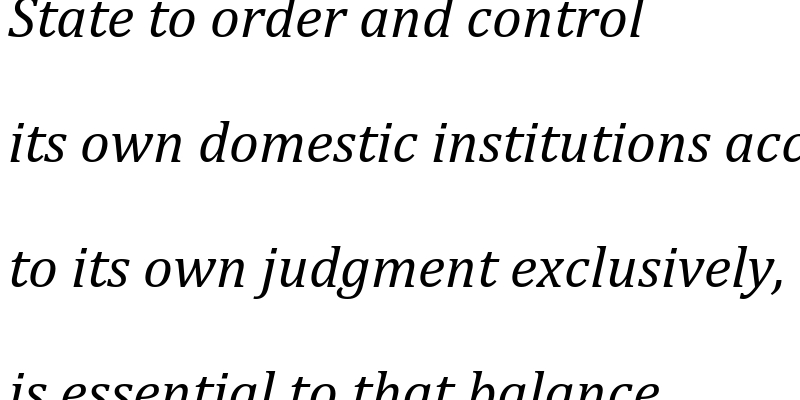 State to order and control
its own domestic institutions acc
to its own judgment exclusively,
is essential to that balance